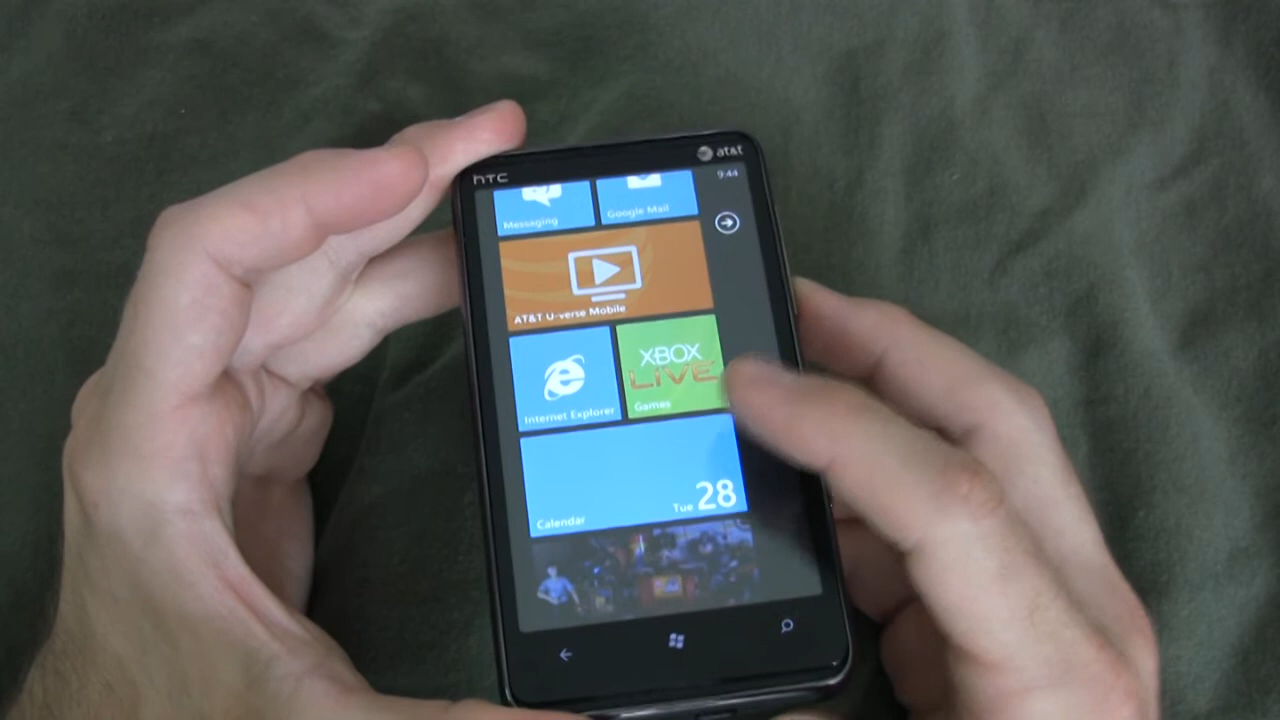 hTC
at&t
9:44
Messaging
Google Mail
AT&T U-verse Mobile
XBOX
LIVE
Internet Explorer
Games
Calendar
Tue 28